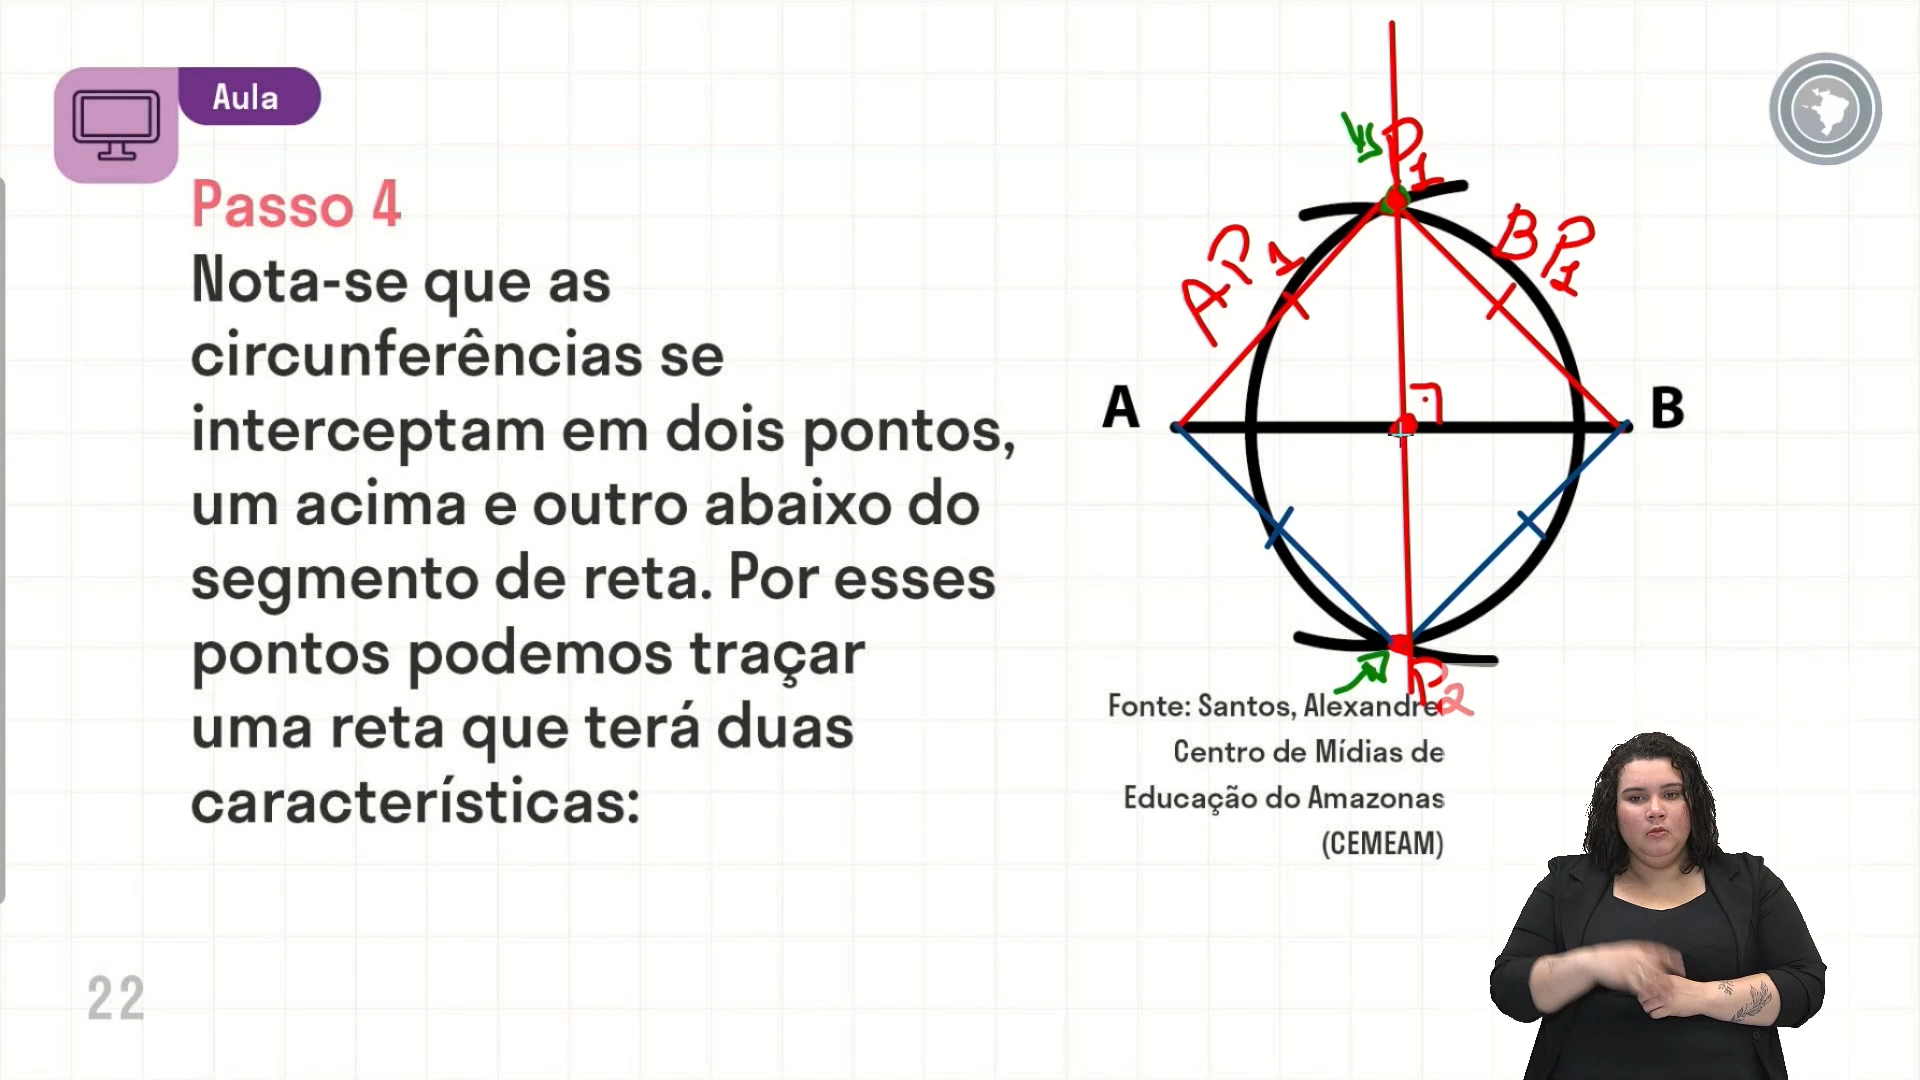 Aula
Passo 4
Nota-se que as
circunferências se
interceptam em dois pontos,
um acima e outro abaixo do
segmento de reta. Por esses
pontos podemos traçar
uma reta que terá duas
características:
P1
AP1
BP1
A
B
P2
Fonte: Santos, Alexandre
Centro de Mídias de
Educação do Amazonas
(CEMEAM)
22